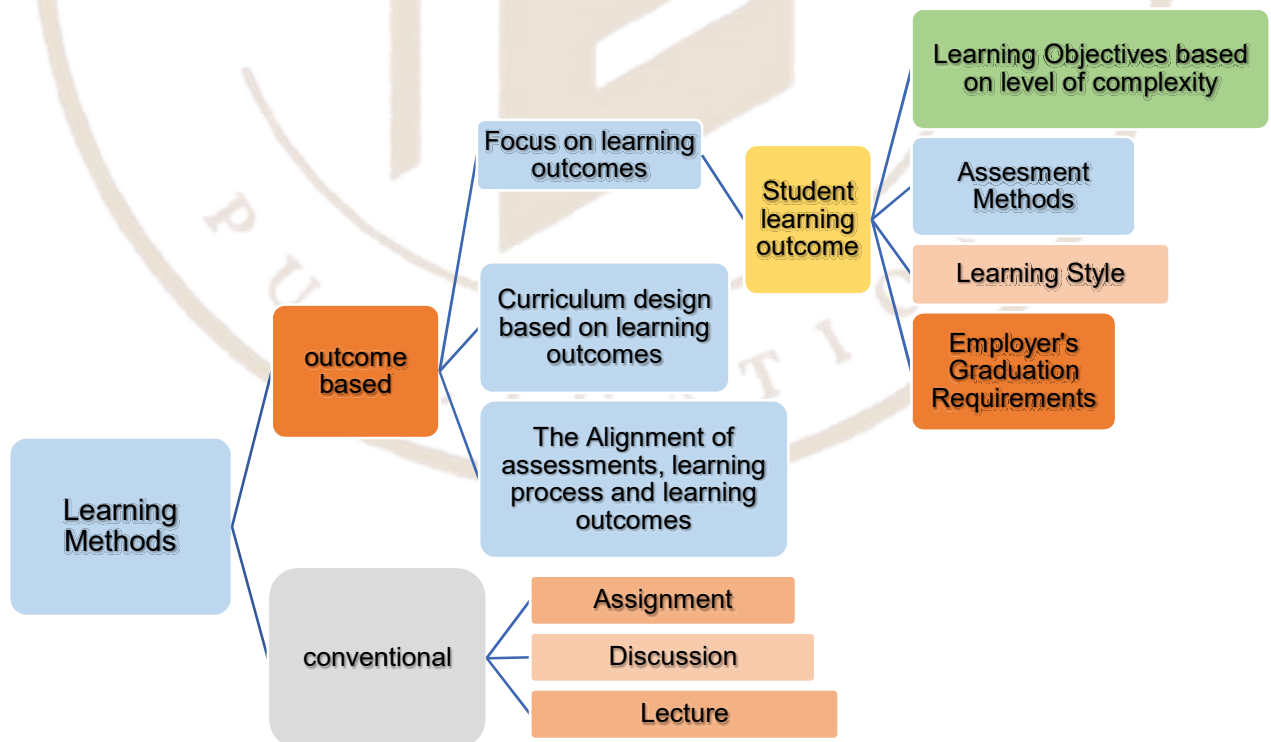 Learning Objectives based
on level of complexity
Focus on learning
outcomes
Assesment
Methods
Student
learning
outcome
Learning Style
Curriculum design
based on learning
outcomes
outcome
based
Employer's
Graduation
Requirements
The Alignment of
assessments, learning
process and learning
outcomes
Learning
Methods
conventional
Assignment
Discussion
Lecture